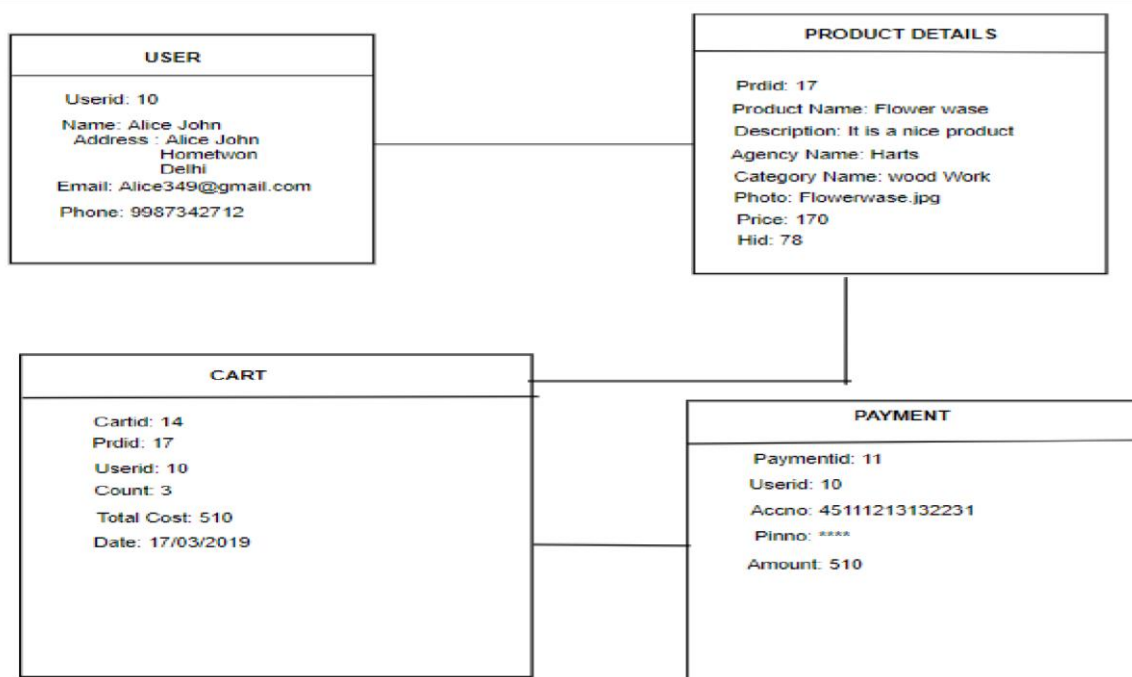 USER
Userid: 10
Name: Alice John
Address : Alice John
Hometwon
Delhi
Email: Alice349@gmail.com
Phone: 9987342712
PRODUCT DETAILS
Prdid: 17
Product Name: Flower wase
Description: It is a nice product
Agency Name: Harts
Category Name: wood Work
Photo: Flowerwase.jpg
Price: 170
Hid: 78
CART
Cartid: 14
Prdid: 17
Userid: 10
Count: 3
Total Cost: 510
Date: 17/03/2019
PAYMENT
Paymentid: 11
Userid: 10
Accno: 45111213132231
Pinno: ****
Amount: 510